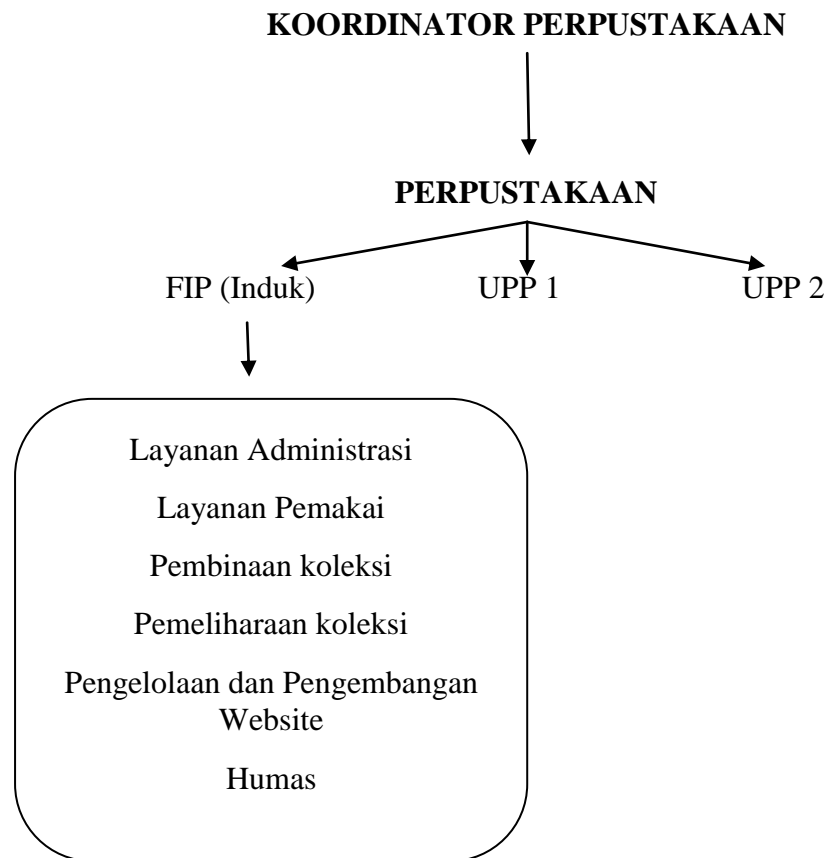 KOORDINATOR PERPUSTAKAAN
PERPUSTAKAAN
FIP (Induk) UPP 1 UPP 2
Layanan Administrasi
Layanan Pemakai
Pembinaan koleksi
Pemeliharaan koleksi
Pengelolaan dan Pengembangan
Website
Humas